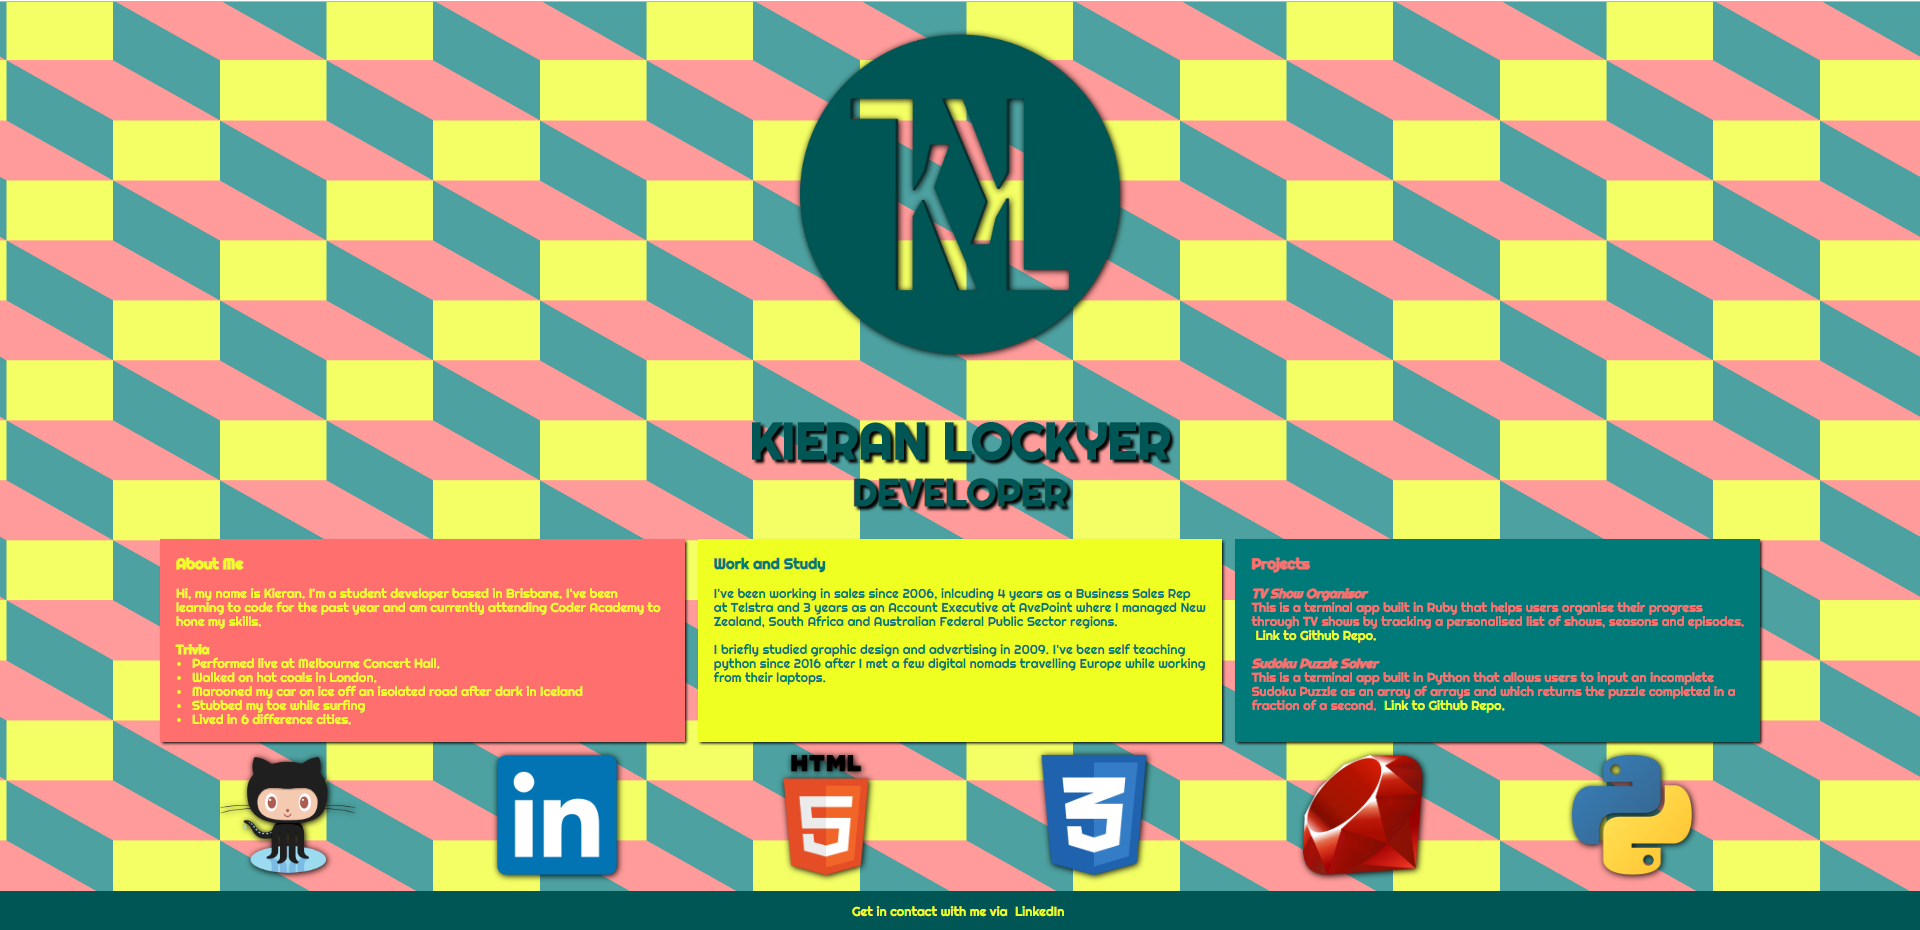 KIERAN LOCKYER
DEVELOPER
About Me
Hi, my name is Kieran. I'm a student developer based in Brisbane. I've been
learning to code for the past year and am currently attending Coder Academy to
hone my skills.
Trivia
• Performed live at Melbourne Concert Hall.
• Walked on hot coals in London.
• Marooned my car on ice off an isolated road after dark in Iceland
• Stubbed my toe while surfing
• Lived in 6 difference cities.
Work and Study
I've been working in sales since 2006, inlcuding 4 years as a Business Sales Rep
at Telstra and 3 years as an Account Executive at AvePoint where I managed New
Zealand, South Africa and Australian Federal Public Sector regions.
I briefly studied graphic design and advertising in 2009. I've been self teaching
python since 2016 after I met a few digital nomads travelling Europe while working
from their laptops.
Projects
TV Show Organisor
This is a terminal app built in Ruby that helps users organise their progress
through TV shows by tracking a personalised list of shows, seasons and episodes.
Link to Github Repo.
Sudoku Puzzle Solver
This is a terminal app built in Python that allows users to input an incomplete
Sudoku Puzzle as an array of arrays and which returns the puzzle completed in a
fraction of a second. Link to Github Repo.
in
HTML
5
3
Get in contact with me via LinkedIn